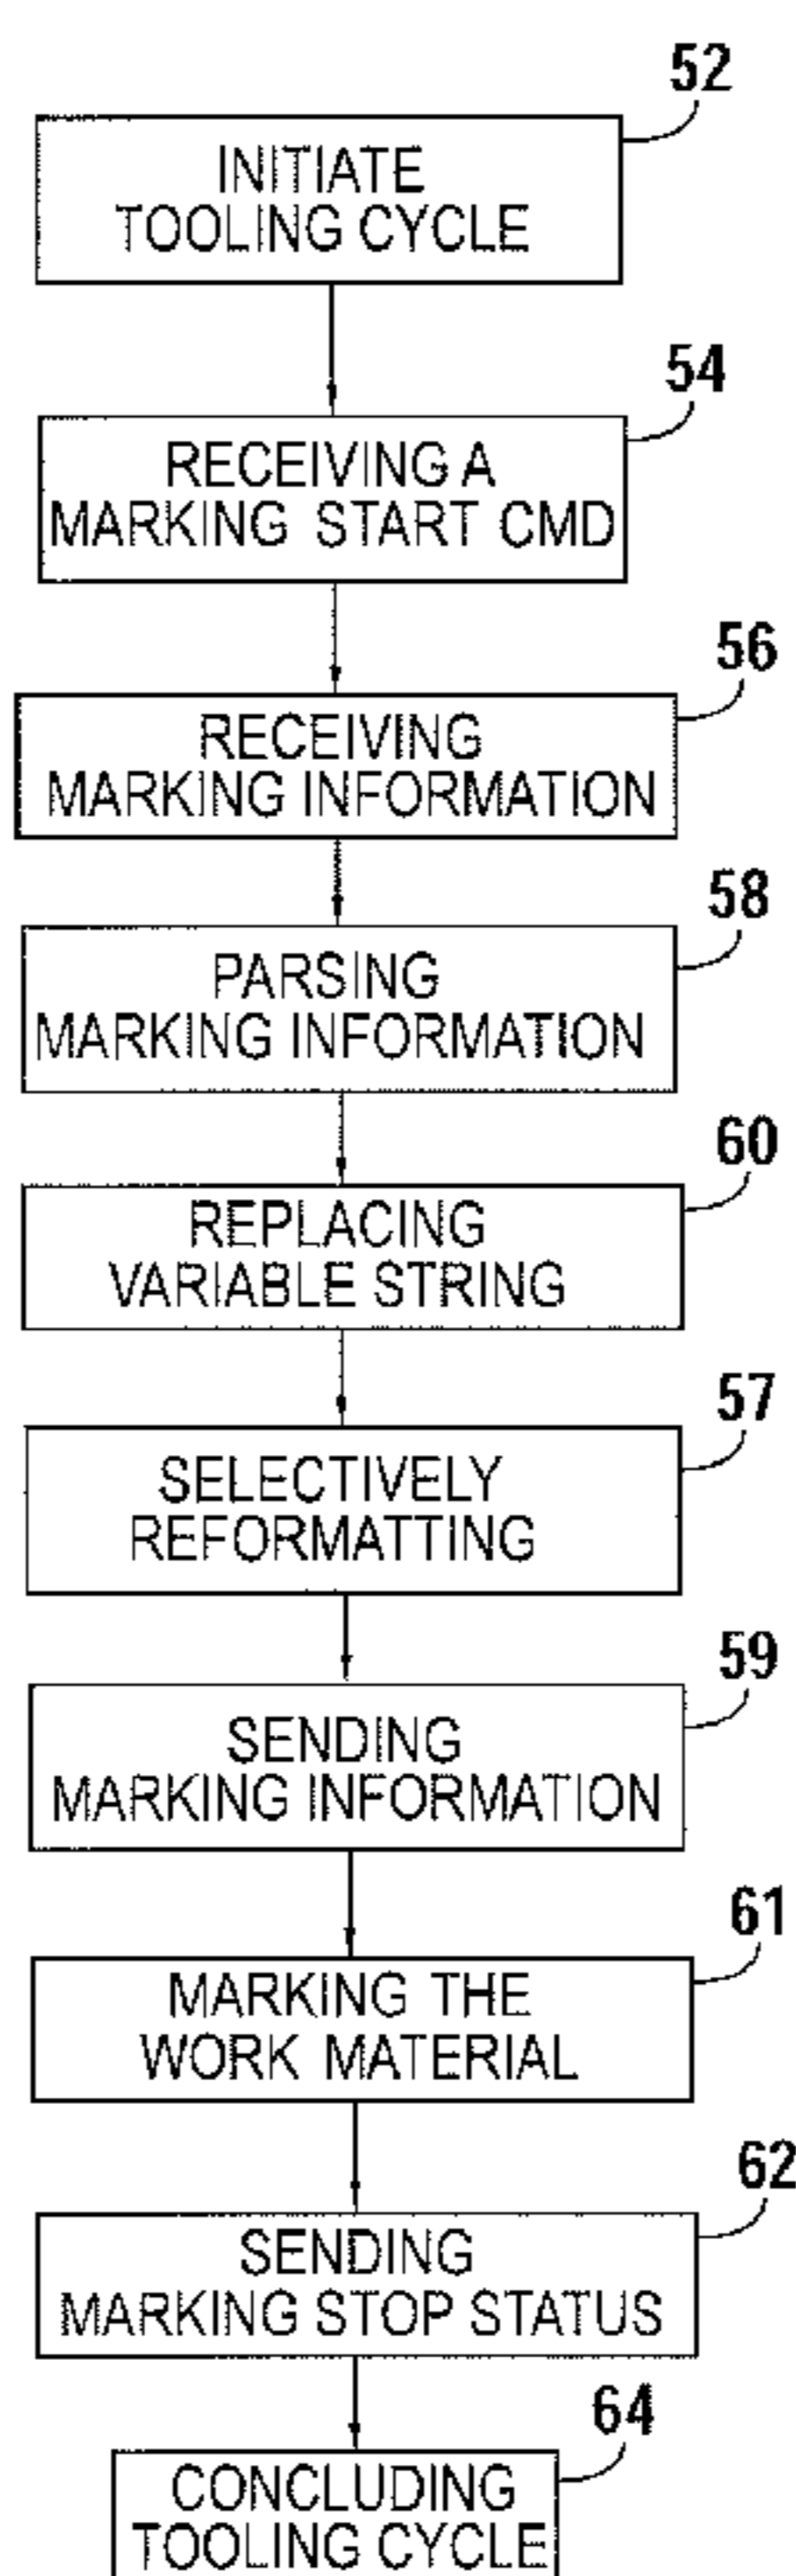 52
INITIATE
TOOLING CYCLE
54
RECEIVING A
MARKING START CMD
56
RECEIVING
MARKING INFORMATION
58
PARSING
MARKING INFORMATION
60
REPLACING
VARIABLE STRING
57
SELECTIVELY
REFORMATTING
59
SENDING
MARKING INFORMATION
61
MARKING THE
WORK MATERIAL
62
SENDING
MARKING STOP STATUS
64
CONCLUDING
TOOLING CYCLE